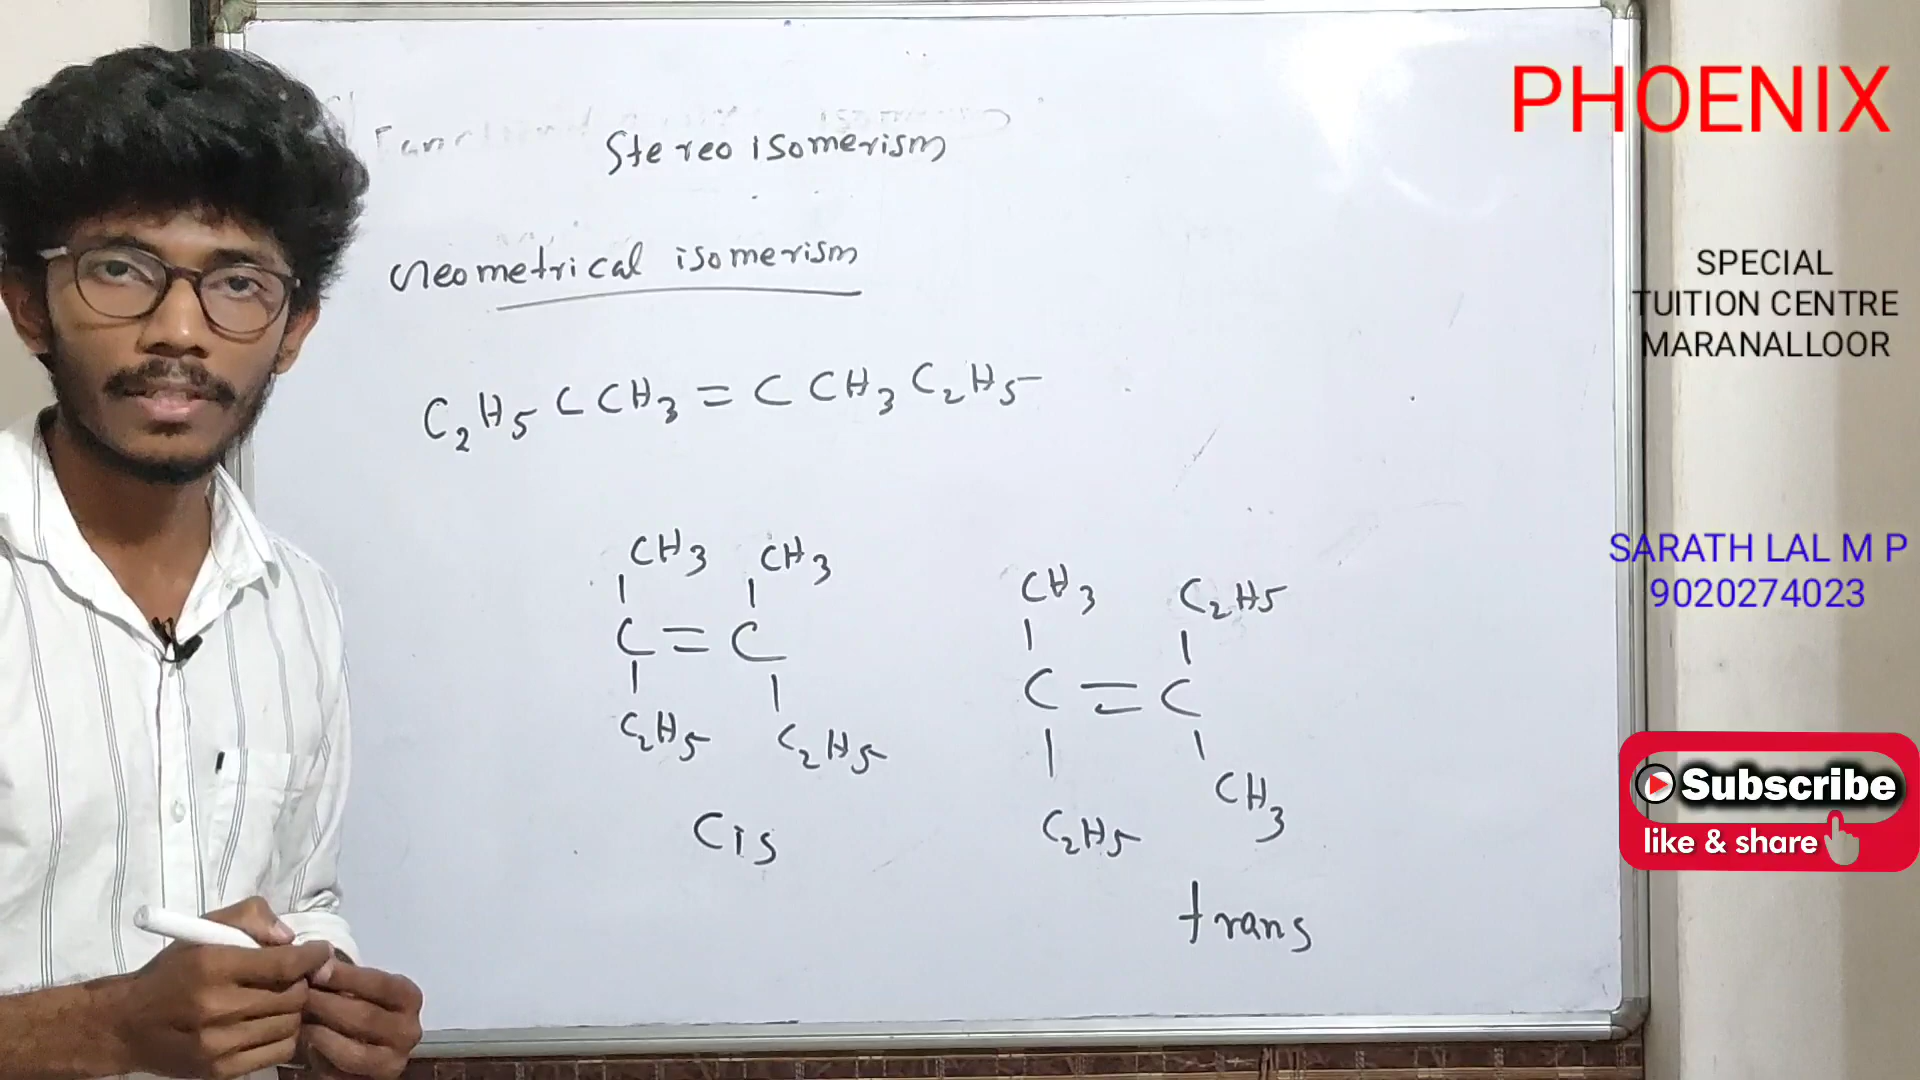 Stereo isomerism
Geometrical isomerism
C₂H₅ C CH₃ = C CH₃ C₂H₅
CH₃ CH₃
C = C
C₂H₅ C₂H₅
Cis
CH₃ C₂H₅
C = C
C₂H₅ CH₃
trans
PHOENIX
SPECIAL
TUITION CENTRE
MARANALLOOR
SARATH LAL M P
9020274023
Subscribe
like & share